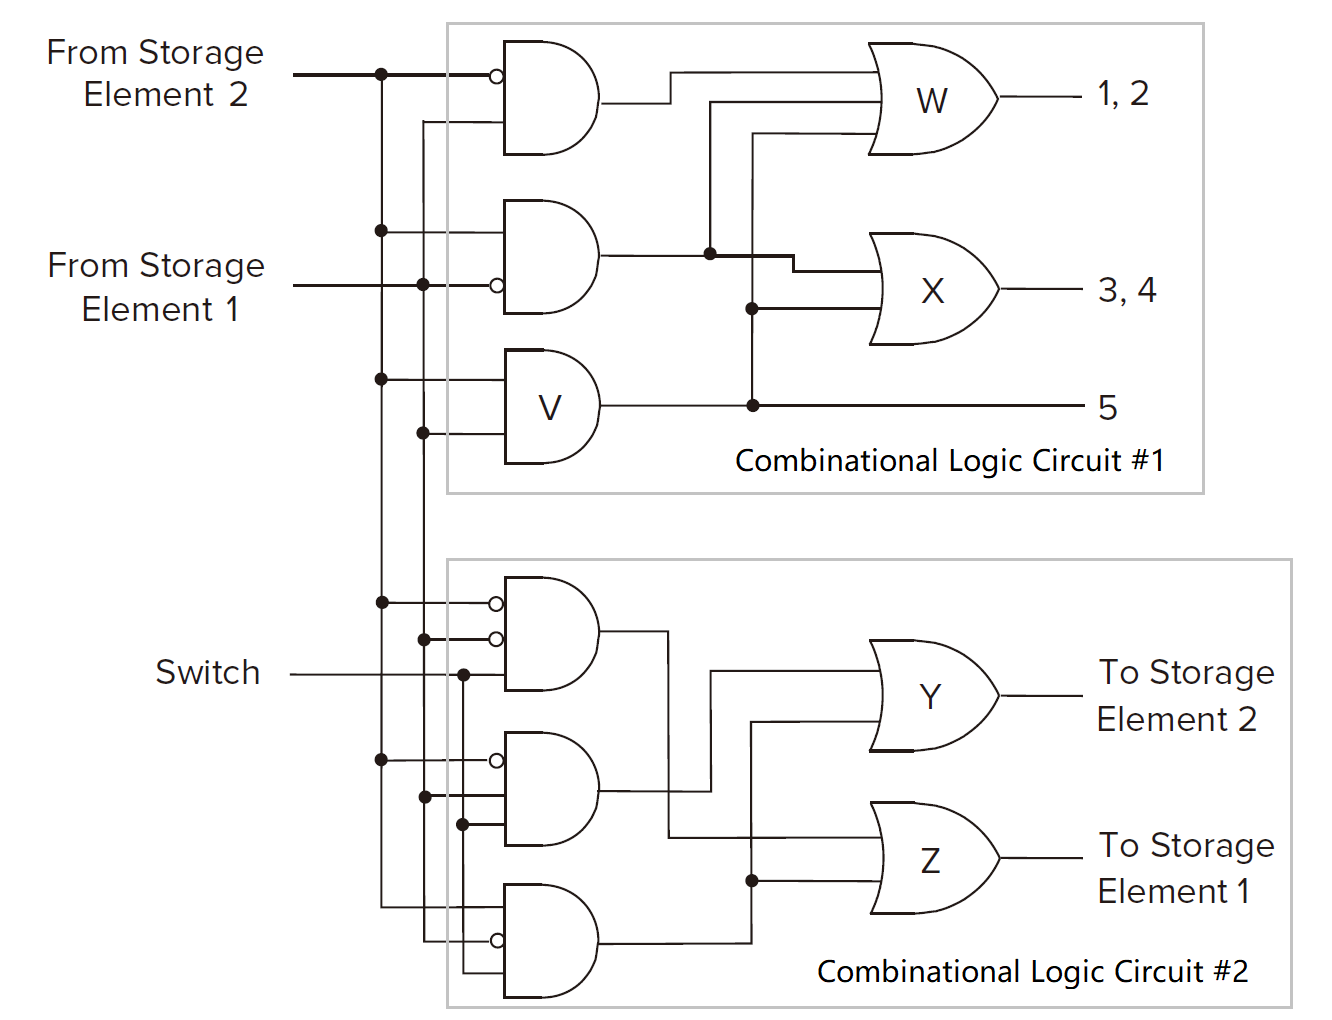 From Storage
Element 2
W
1, 2
From Storage
Element 1
X
3, 4
V
5
Combinational Logic Circuit #1
Switch
Y
To Storage
Element 2
Z
To Storage
Element 1
Combinational Logic Circuit #2